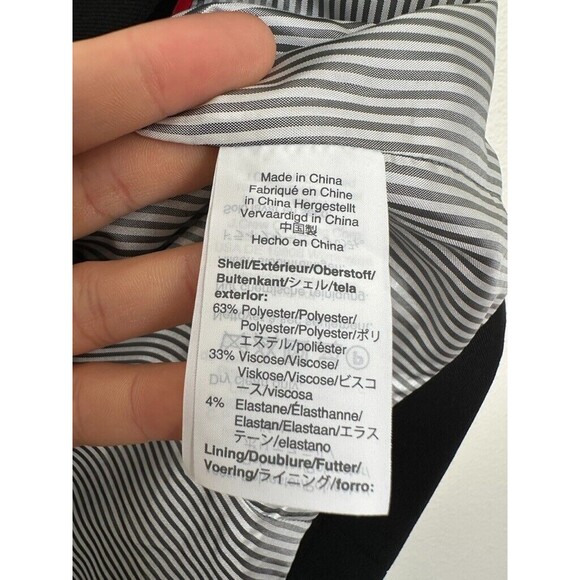 Made in China
Fabriqué en Chine
in China Hergestellt
Vervaardigd in China
中国製
Hecho en China
Shell/Extérieur/Oberstoff/
Buitenkant/シェル/tela
exterior:
63% Polyester/Polyester/
Polyester/Polyester/ポリ
エステル/polièster
33% Viscose/Viscose/
Viskose/Viscose/ビスコ
ース/viscosa
4% Elastane/Élasthanne/
Elastan/Elastaan/エラス
テーン/elastano
Lining/Doublure/Futter/
Voering/ライニング/forro: